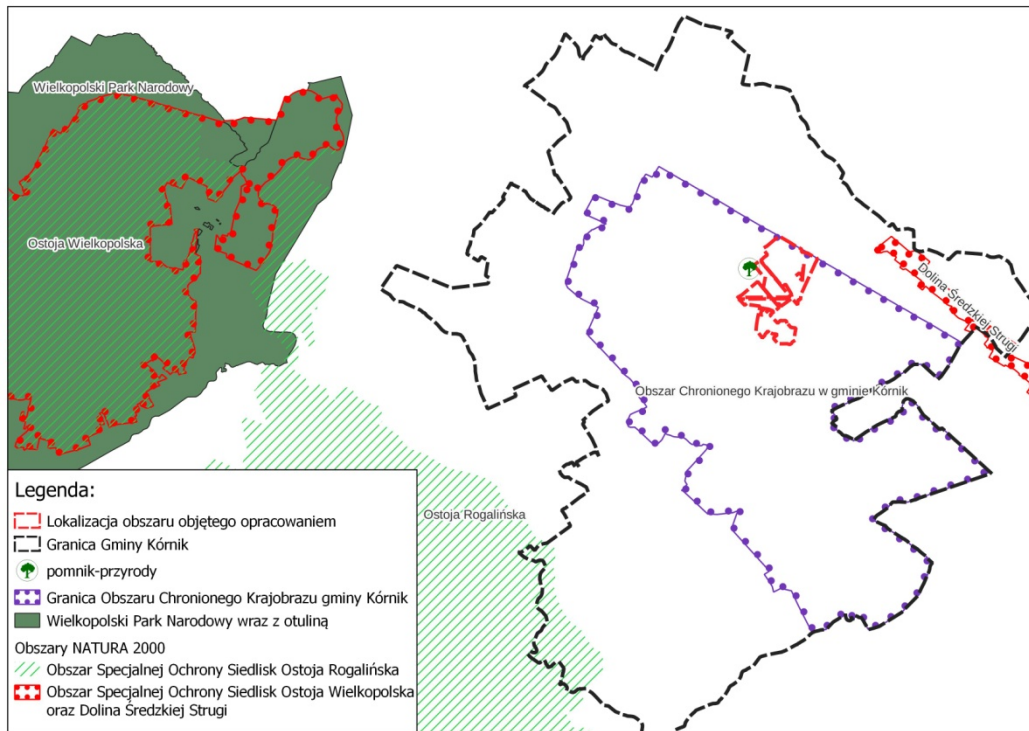 Wielkopolski Park Narodowy
Ostoja Wielkopolska
Dolina Średzkiej Strugi
Obszar Chronionego Krajobrazu w gminie Kórnik
Ostoja Rogalińska
Legenda:
Lokalizacja obszaru objętego opracowaniem
Granica Gminy Kórnik
pomnik-przyrody
Granica Obszaru Chronionego Krajobrazu gminy Kórnik
Wielkopolski Park Narodowy wraz z otuliną
Obszary NATURA 2000
Obszar Specjalnej Ochrony Siedlisk Ostoja Rogalińska
Obszar Specjalnej Ochrony Siedlisk Ostoja Wielkopolska
oraz Dolina Średzkiej Strugi